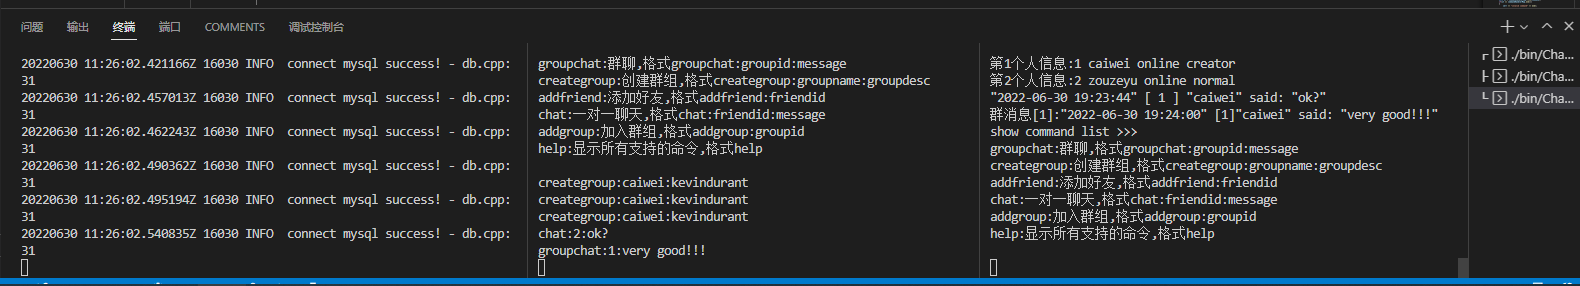 问题 输出 终端 端口 COMMENTS 调试控制台
20220630 11:26:02.421166Z 16030 INFO  connect mysql success! - db.cpp:
31
20220630 11:26:02.457013Z 16030 INFO  connect mysql success! - db.cpp:
31
20220630 11:26:02.462243Z 16030 INFO  connect mysql success! - db.cpp:
31
20220630 11:26:02.490362Z 16030 INFO  connect mysql success! - db.cpp:
31
20220630 11:26:02.495194Z 16030 INFO  connect mysql success! - db.cpp:
31
20220630 11:26:02.540835Z 16030 INFO  connect mysql success! - db.cpp:
31
groupchat:群聊,格式groupchat:groupid:message
creategroup:创建群组,格式creategroup:groupname:groupdesc
addfriend:添加好友,格式addfriend:friendid
chat:一对一聊天,格式chat:friendid:message
addgroup:加入群组,格式addgroup:groupid
help:显示所有支持的命令,格式help
creategroup:caiwei:kevindurant
creategroup:caiwei:kevindurant
creategroup:caiwei:kevindurant
chat:2:ok?
groupchat:1:very good!!!
第1个人信息:1 caiwei online creator
第2个人信息:2 zouzeyu online normal
"2022-06-30 19:23:44" [ 1 ] "caiwei" said: "ok?"
群消息[1]:"2022-06-30 19:24:00" [1]"caiwei" said: "very good!!!"
show command list >>>
groupchat:群聊,格式groupchat:groupid:message
creategroup:创建群组,格式creategroup:groupname:groupdesc
addfriend:添加好友,格式addfriend:friendid
chat:一对一聊天,格式chat:friendid:message
addgroup:加入群组,格式addgroup:groupid
help:显示所有支持的命令,格式help
./bin/Cha...
./bin/Cha...
./bin/Cha...